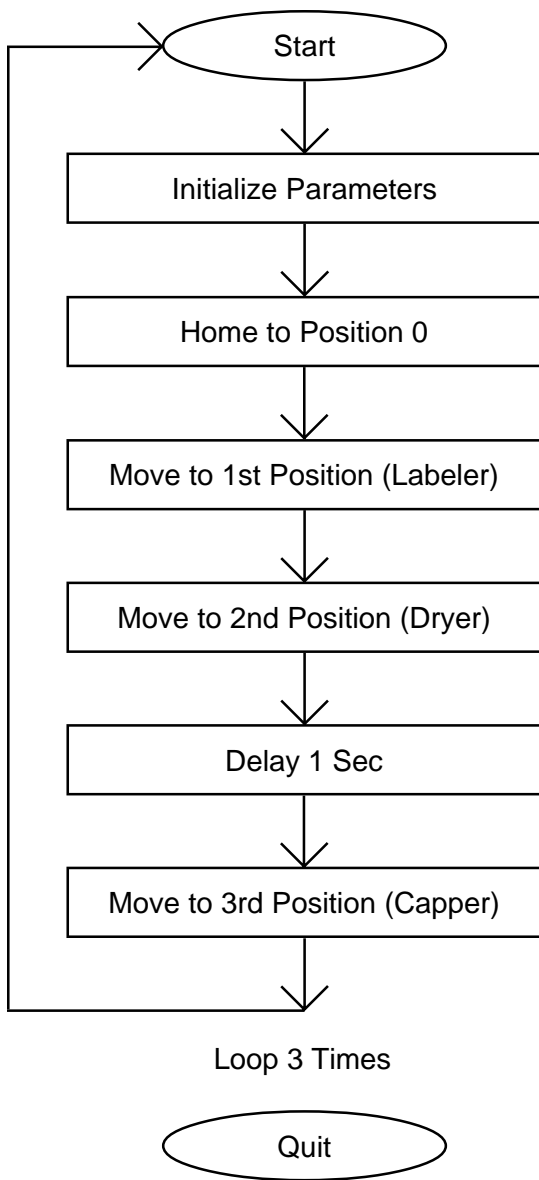 Start
Initialize Parameters
Home to Position 0
Move to 1st Position (Labeler)
Move to 2nd Position (Dryer)
Delay 1 Sec
Move to 3rd Position (Capper)
Loop 3 Times
Quit